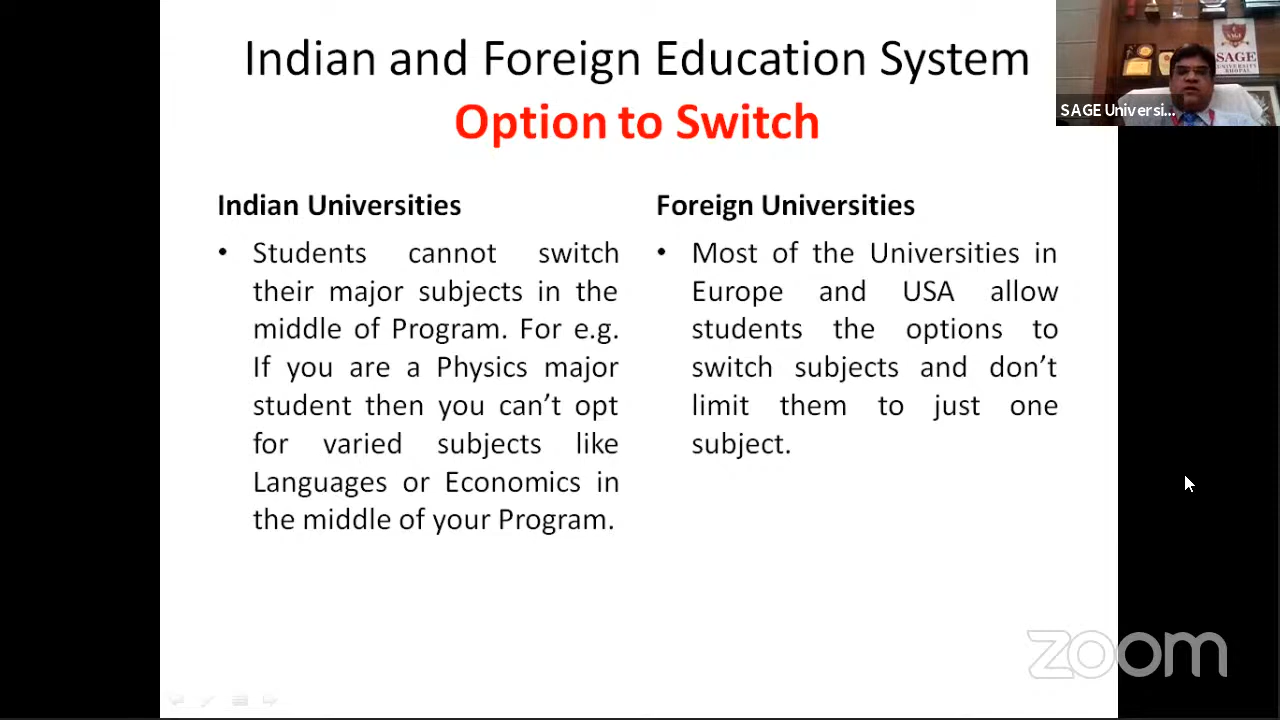 Indian and Foreign Education System
Option to Switch
Indian Universities
• Students cannot switch
their major subjects in the
middle of Program. For e.g.
If you are a Physics major
student then you can't opt
for varied subjects like
Languages or Economics in
the middle of your Program.
Foreign Universities
• Most of the Universities in
Europe and USA allow
students the options to
switch subjects and don't
limit them to just one
subject.
SAGE
UNIVERSITY
BHOPAL
SAGE Universi...
zoom